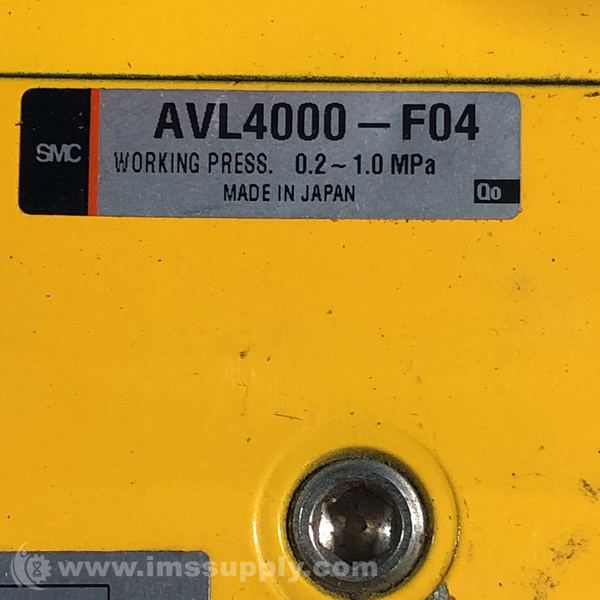 SMC
AVL4000-F04
WORKING PRESS. 0.2~1.0 MPa
MADE IN JAPAN
Qo
www.imssupply.com